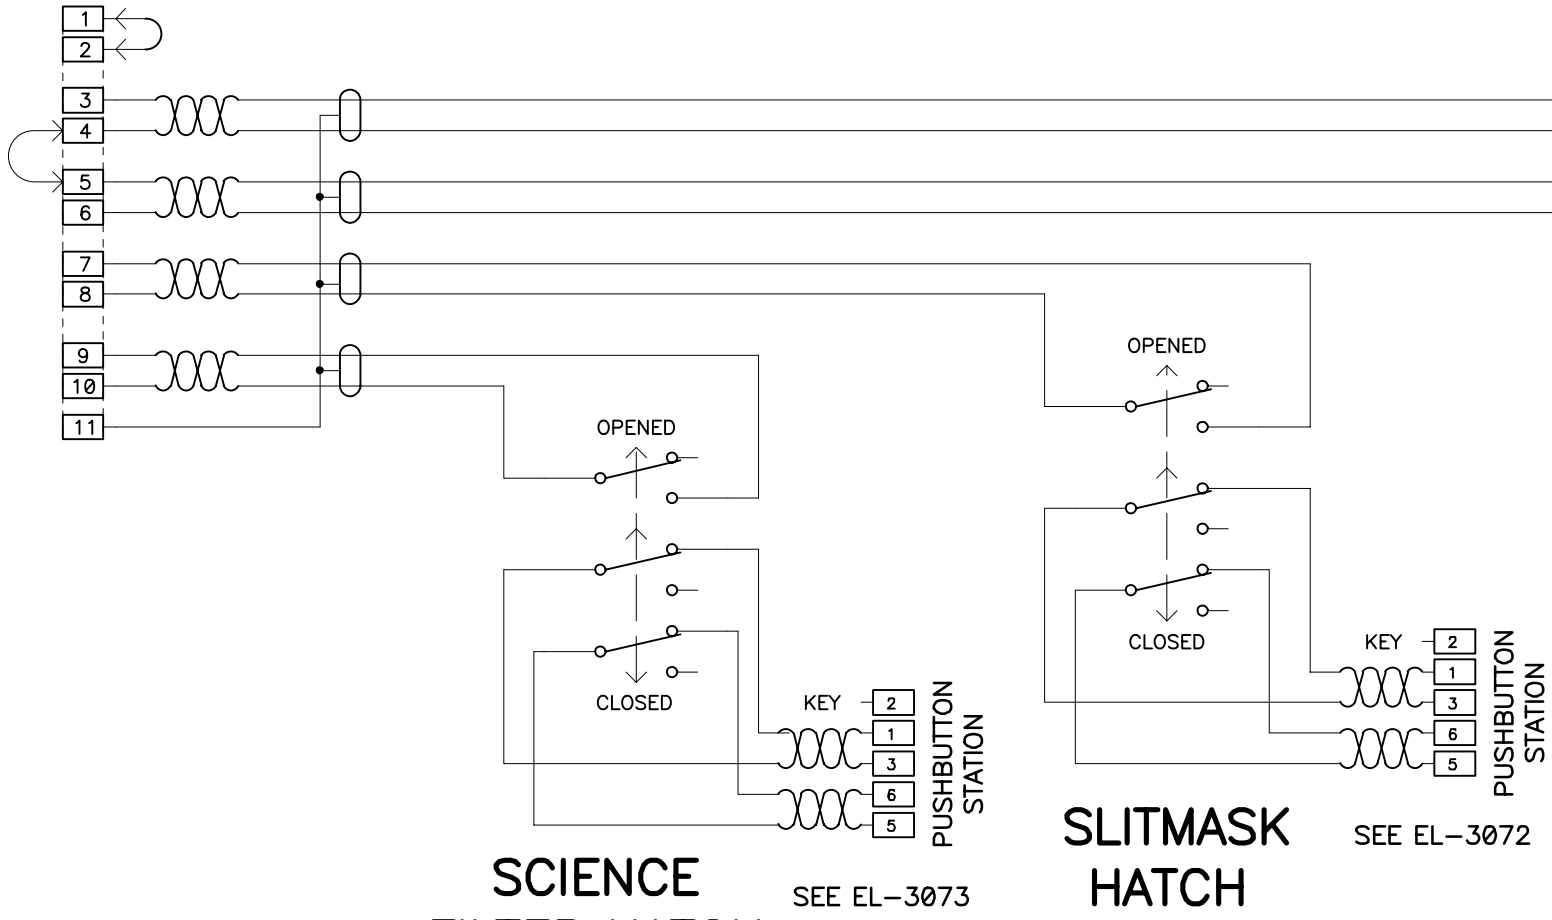 1
2
3
4
5
6
7
8
9
10
11
OPENED
CLOSED
KEY
2
1
3
6
5
PUSHBUTTON
STATION
SCIENCE
SEE EL-3073
OPENED
CLOSED
KEY
2
1
3
6
5
PUSHBUTTON
STATION
SLITMASK
HATCH
SEE EL-3072